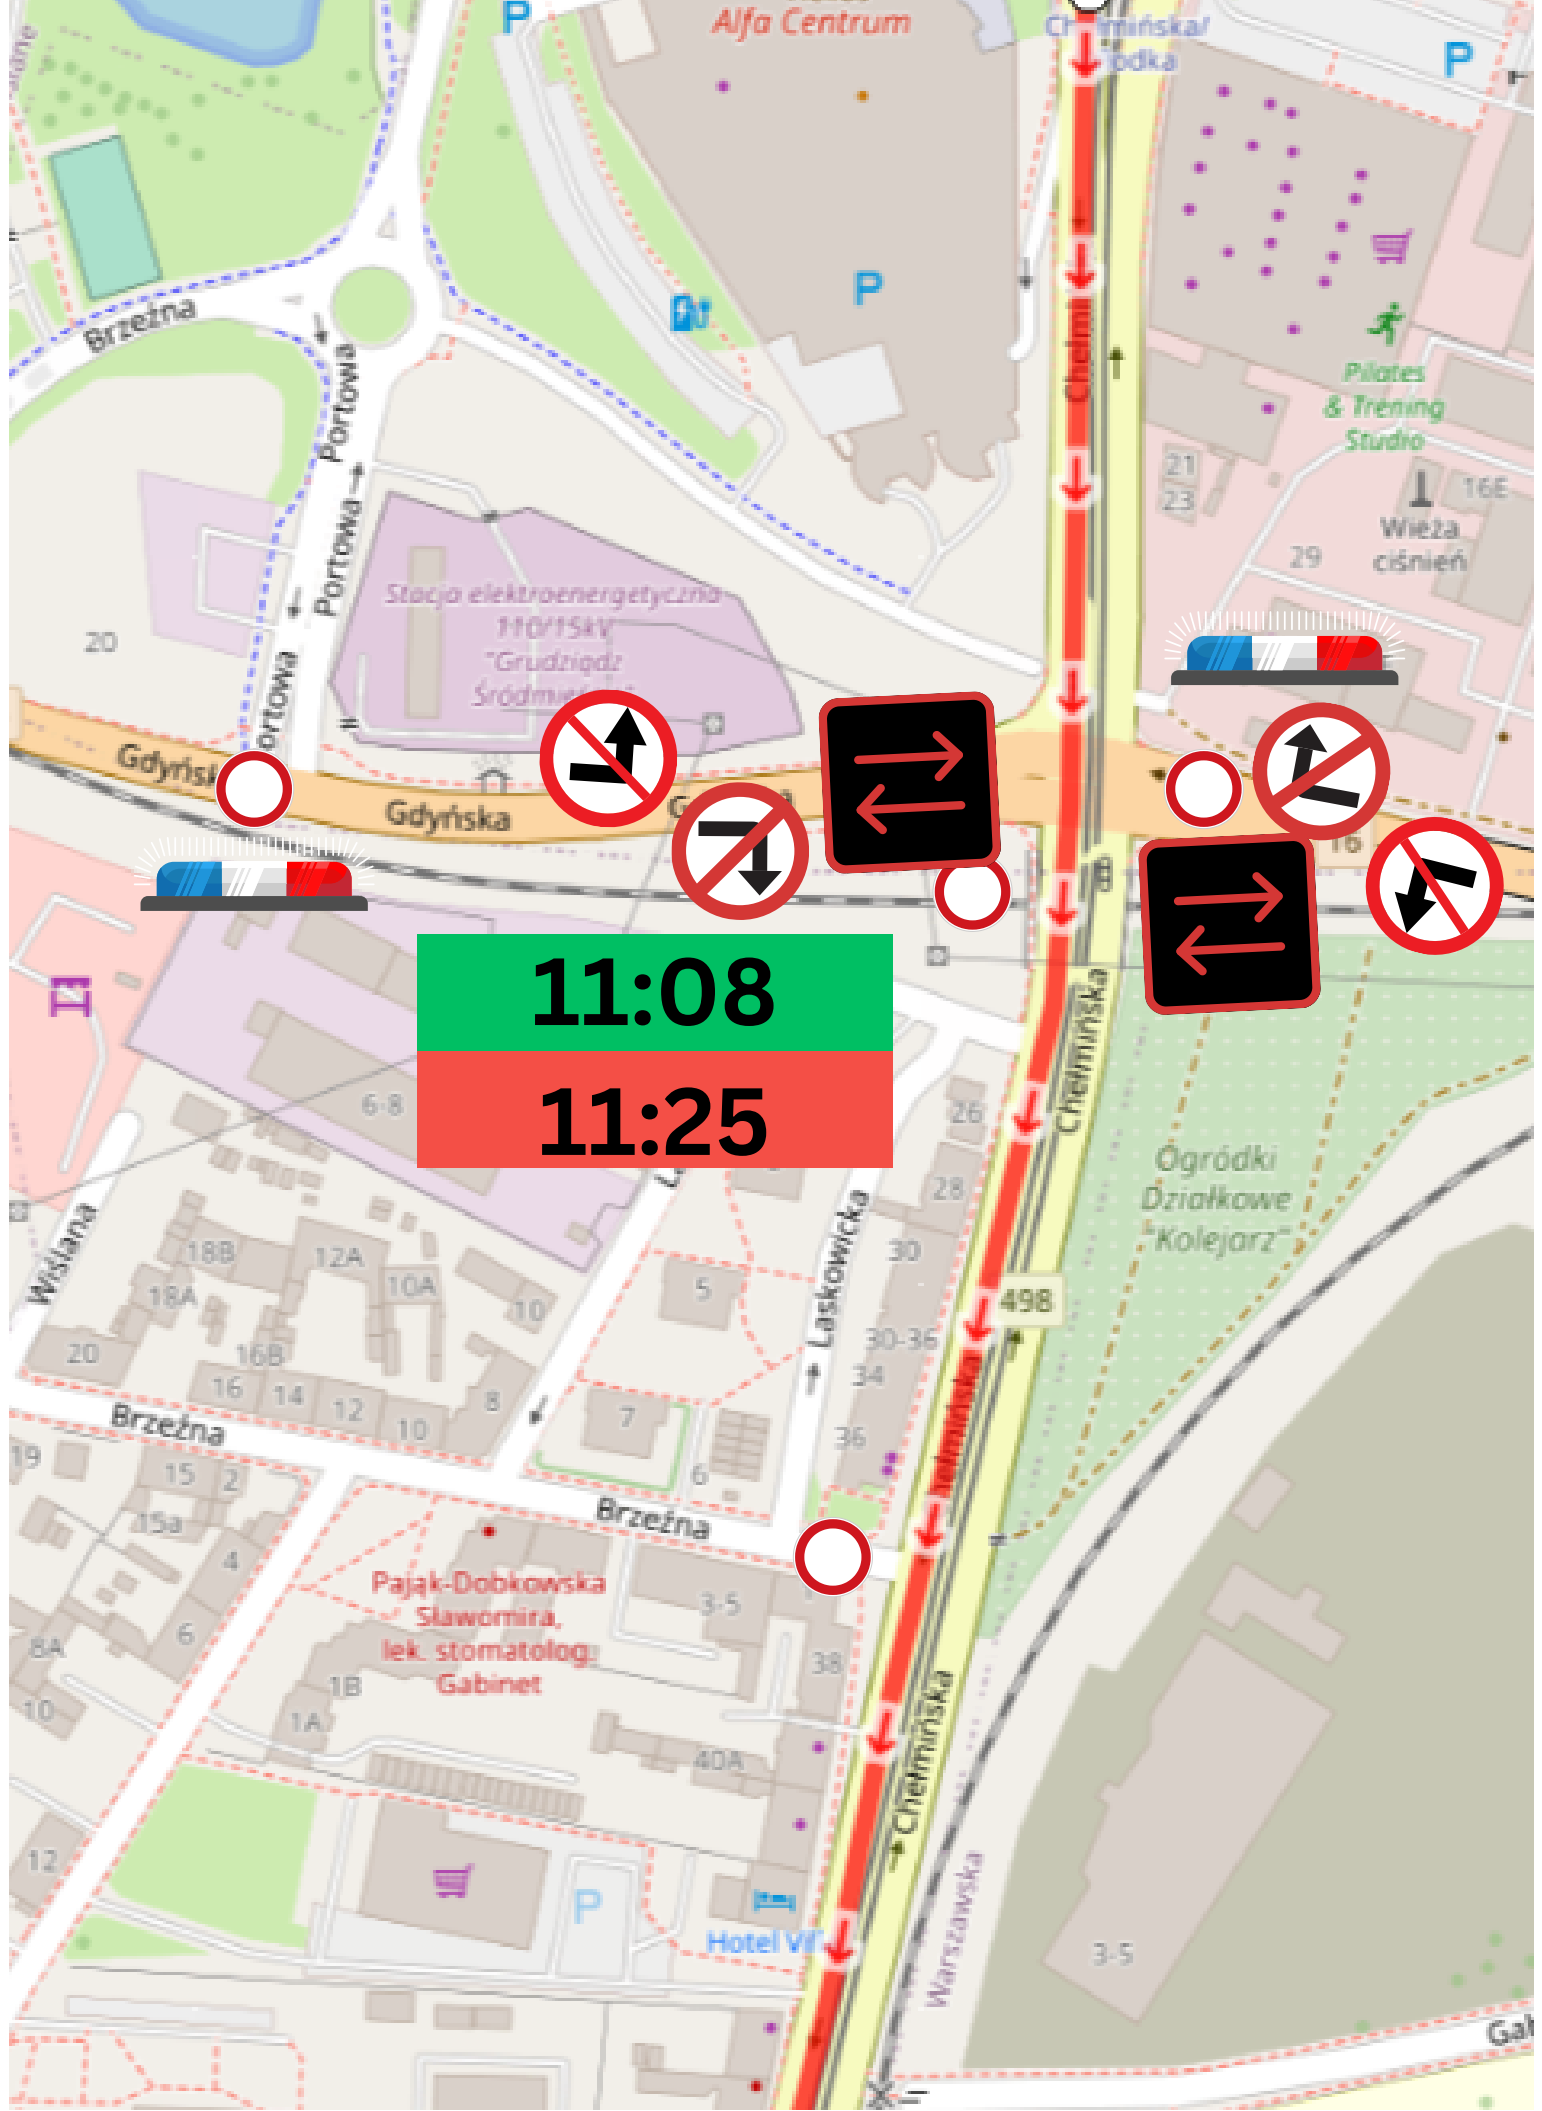 P
Alfa Centrum
P
Brzeźna
Portowa
Portowa
P
Pilates
& Trening
Studio
21
23
16E
Wieża
ciśnień
29
20
Stacja elektroenergetyczna
110/15kV
"Grudziądz
Gdyńska
16
11:08
11:25
6-8
26
28
Chełmińska
Ogródki
Działkowe
"Kolejarz"
Wiślana
18B
12A
10A
18A
10
5
Laskowicka
30
498
30-36
34
20
16B
16
14
12
10
8
7
36
6
Brzeźna
19
15
2
15a
4
Brzeźna
Pająk-Dobkowska
Sławomira,
lek. stomatolog.
Gabinet
3-5
6
8A
38
1B
10
1A
40A
Chełmińska
12
P
Hotel
Warszawska
3-5